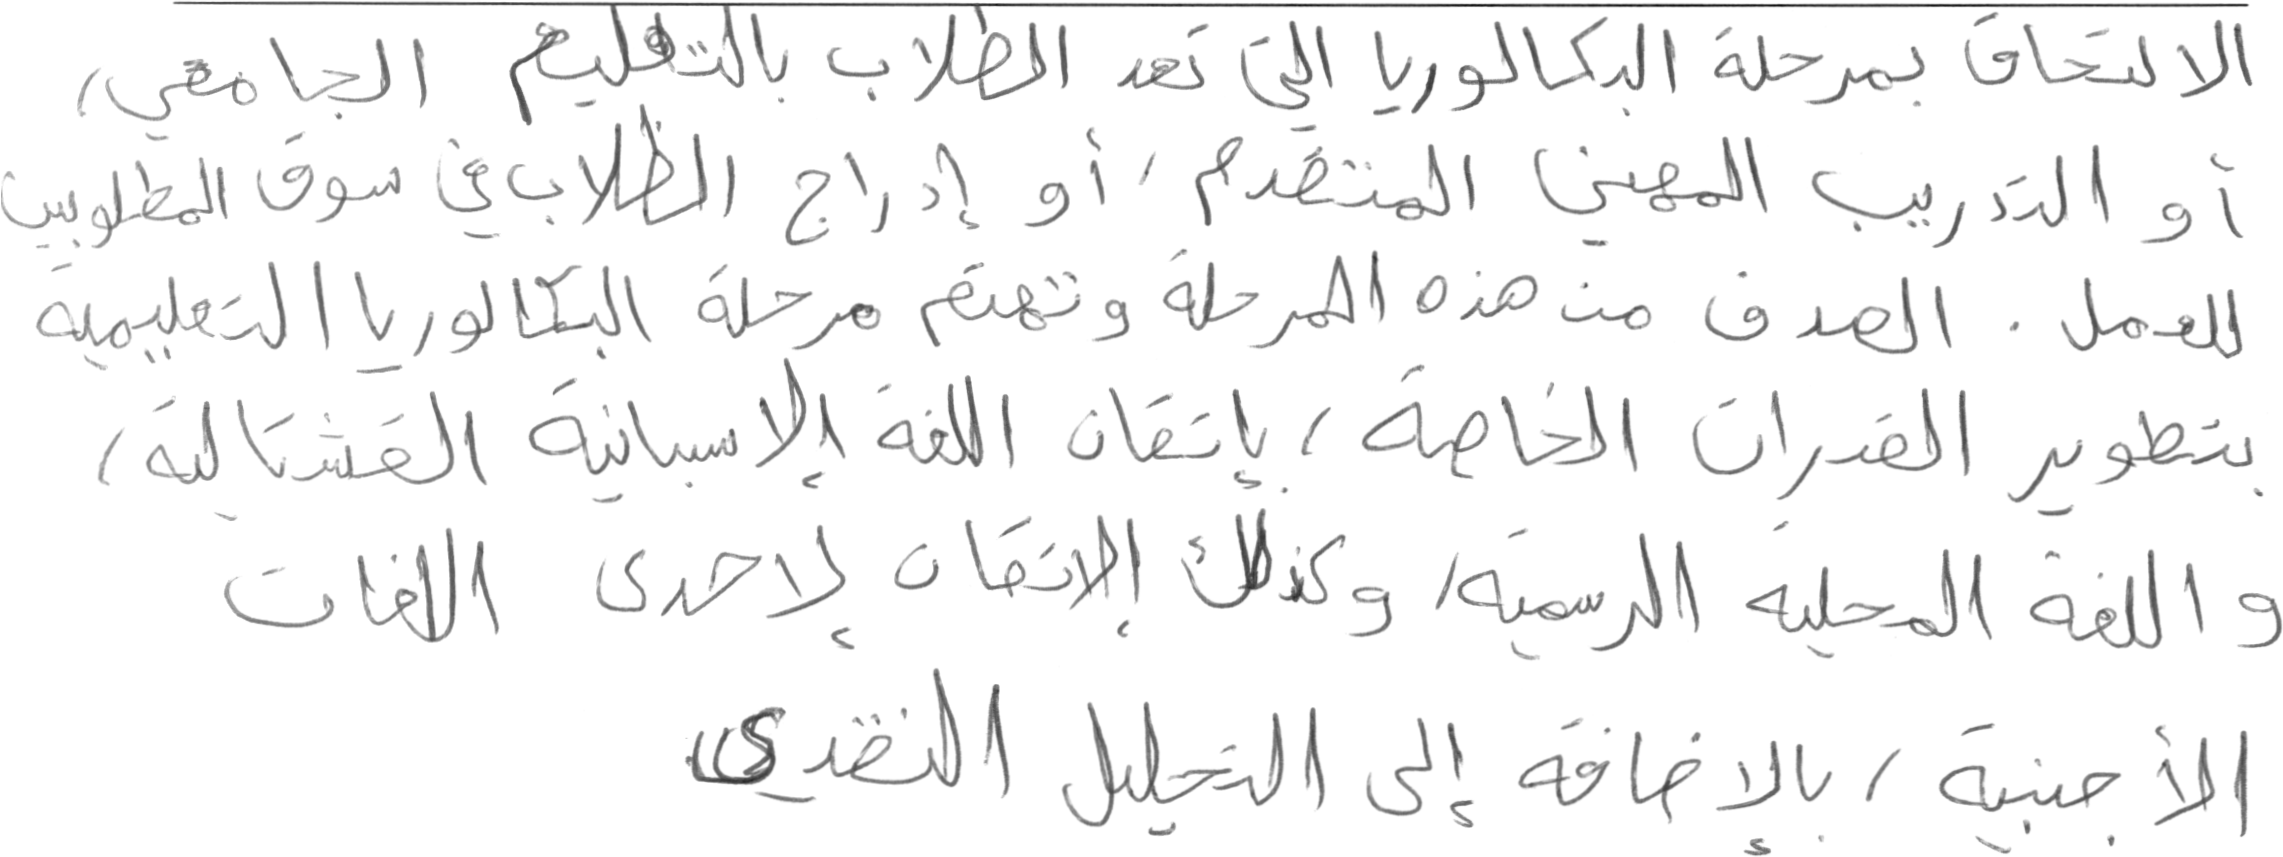 الالتحاق بمرحلة البكالوريا التي تعد الطلاب بالتعليم الجامعي،
أو التدريب المهني المتقدم، أو إدراج الطلاب في سوق المطلوبين
للعمل. الهدف من هذه المرحلة وتهتم مرحلة البكالوريا التعليمية
بتطوير القدرات الخاصة، بإتقان اللغة الإسبانية القشتالية،
واللغة المحلية الرسمية، وكذلك الإتقان لإحدى اللغات
الأجنبية، بالإضافة إلى التحليل النقدي